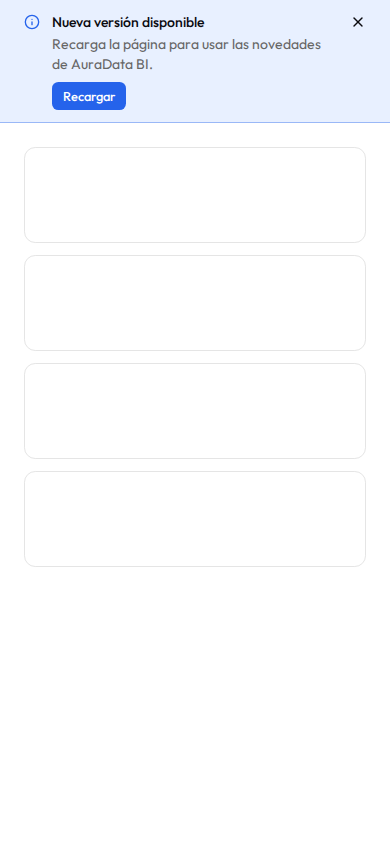 Nueva versión disponible
Recarga la página para usar las novedades
de AuraData BI.
Recargar